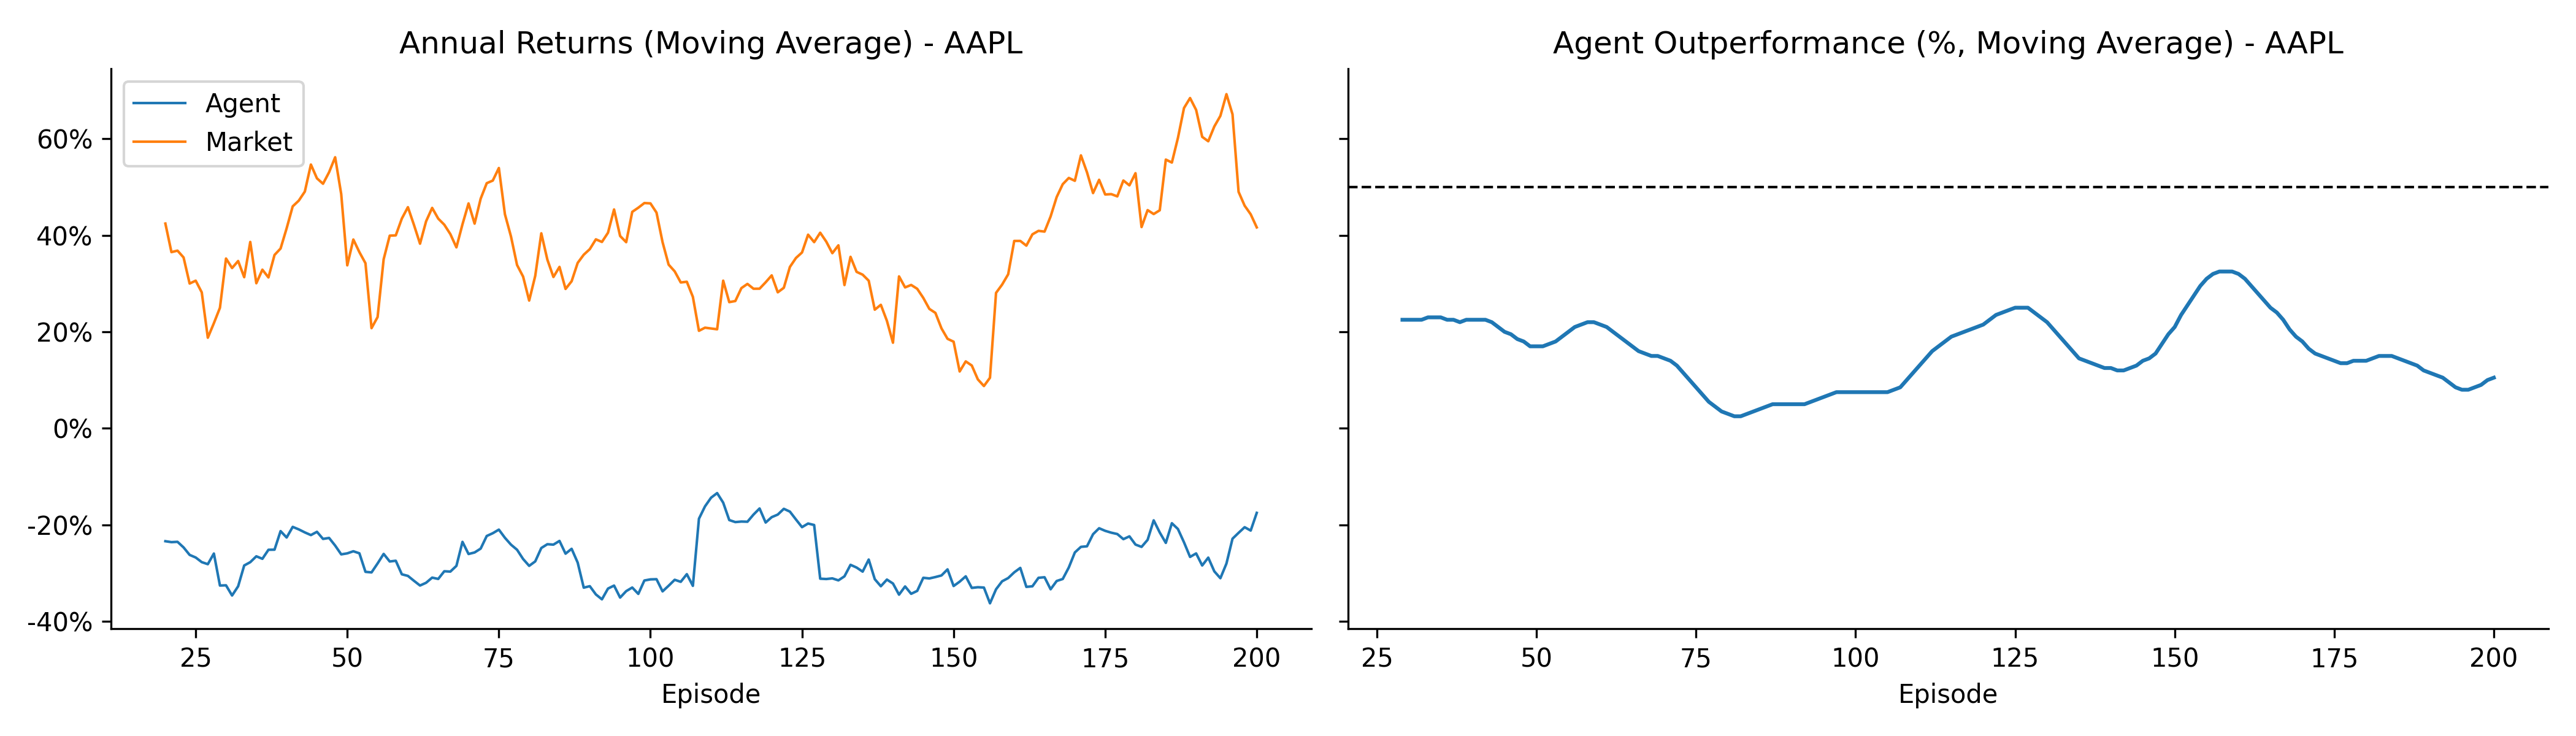 Annual Returns (Moving Average) - AAPL
Agent
Market
60%
40%
20%
0%
-20%
-40%
25 50 75 100 125 150 175 200
Episode
Agent Outperformance (%, Moving Average) - AAPL
25 50 75 100 125 150 175 200
Episode